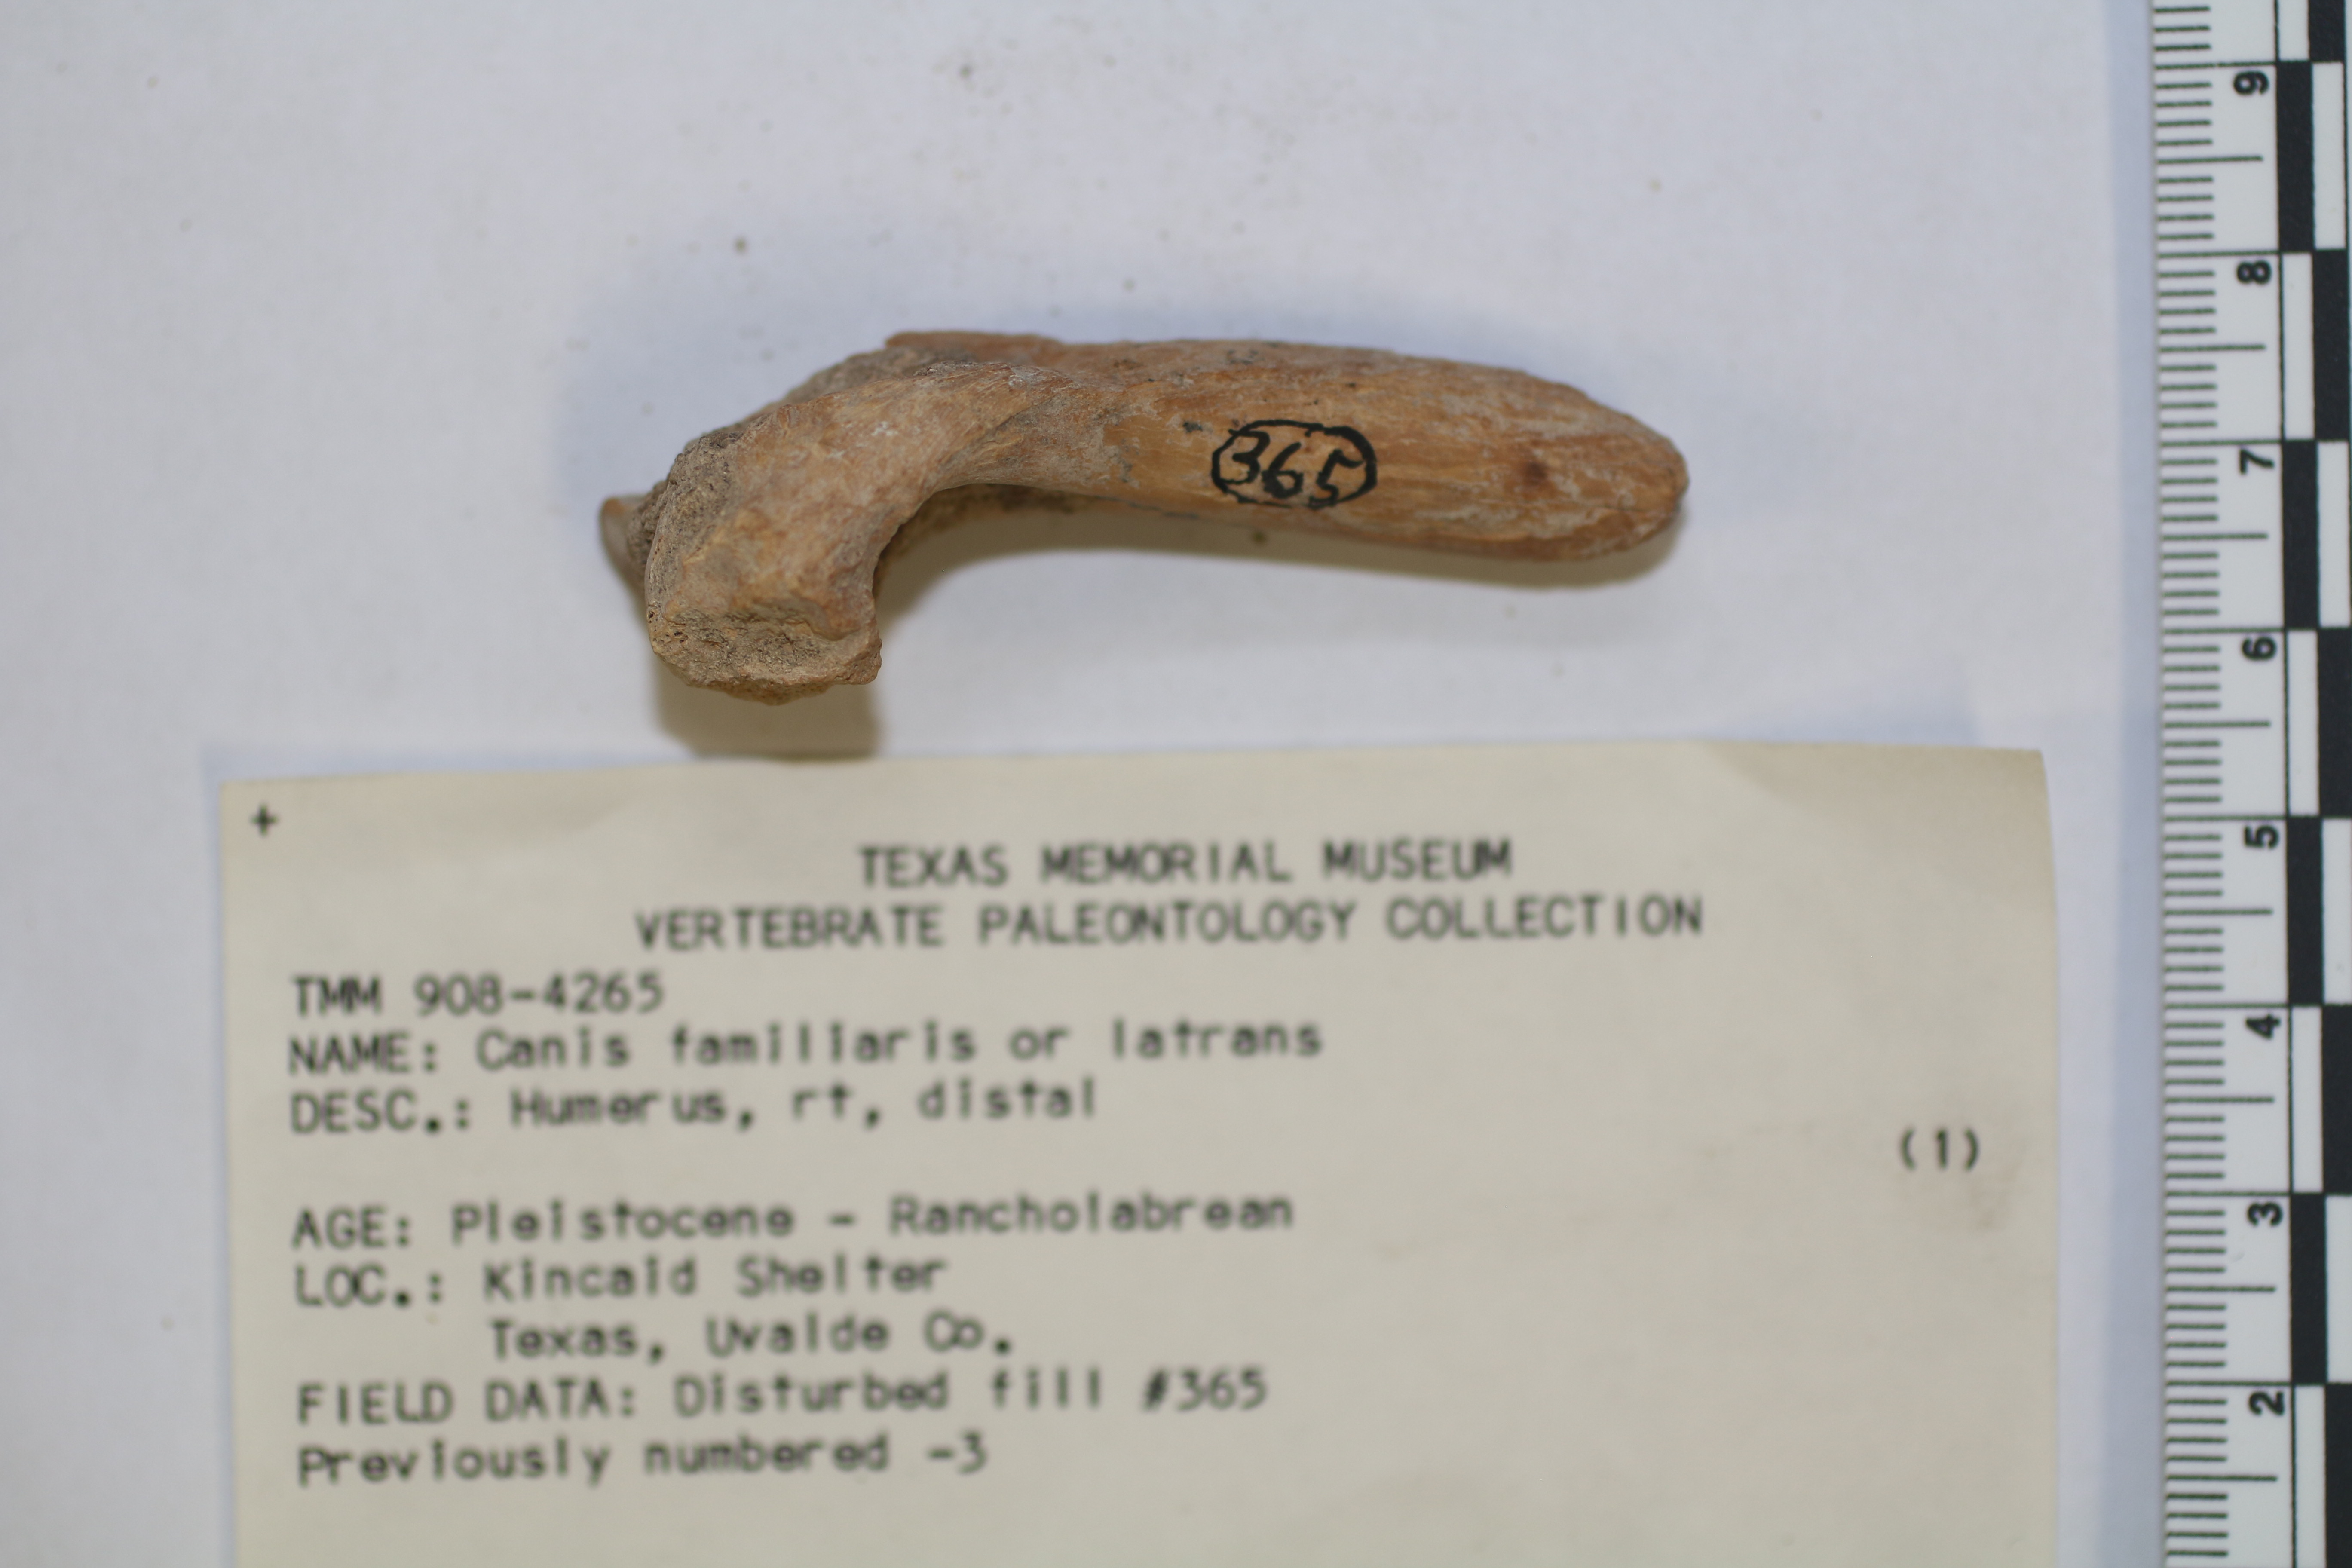 365
+
TEXAS MEMORIAL MUSEUM
VERTEBRATE PALEONTOLOGY COLLECTION
TMM 908-4265
NAME: Canis familiaris or latrans
DESC.: Humerus, rt, distal
(1)
AGE: Pleistocene - Rancholabrean
LOC.: Kincaid Shelter
Texas, Uvalde Co.
FIELD DATA: Disturbed fill #365
Previously numbered -3
9
8
7
6
5
4
3
2